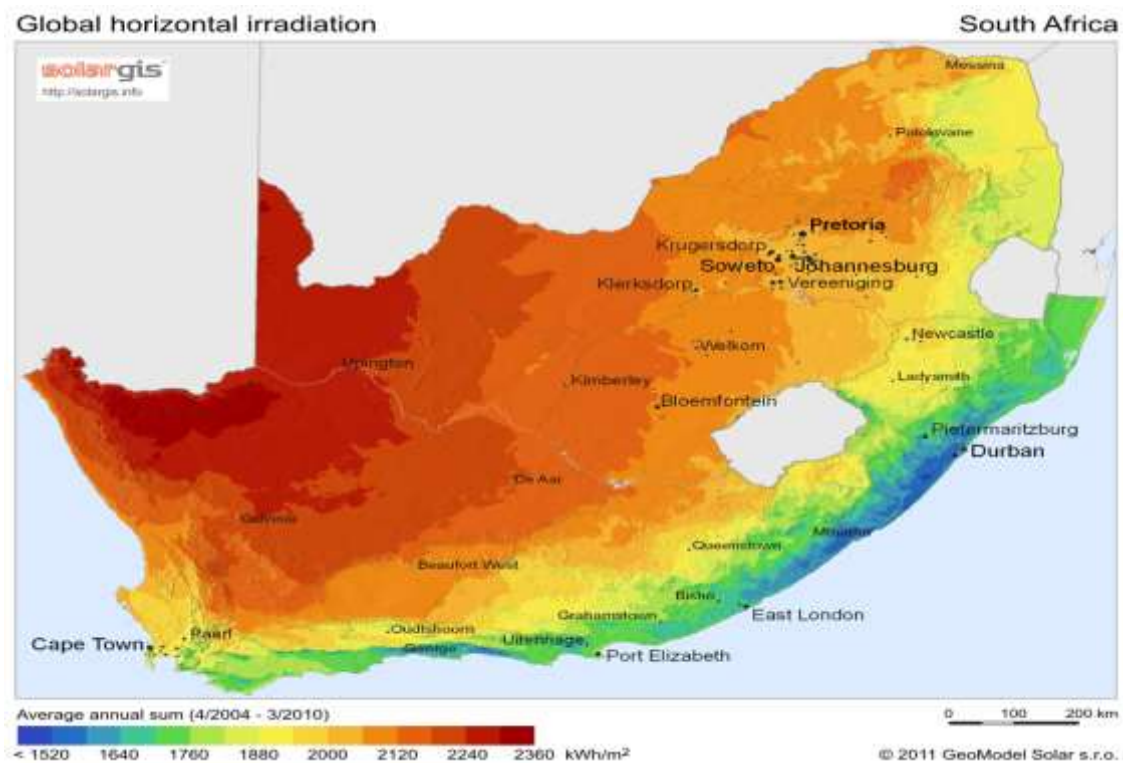 Global horizontal irradiation
South Africa
solargis
http://solargis.info
Messina
Polokwane
Pretoria
Krugersdorp
Soweto
Johannesburg
Klerksdorp
Vereeniging
Welkom
Newcastle
Upington
Kimberley
Ladysmith
Bloemfontein
Pietermaritzburg
Durban
De Aar
Calvinia
Mthatha
Queenstown
Beaufort West
Bisho
East London
Grahamstown
Oudtshoorn
Paarl
Cape Town
George
Uitenhage
Port Elizabeth
Average annual sum (4/2004 - 3/2010)
0 100 200 km
< 1520 1640 1760 1880 2000 2120 2240 2360 kWh/m²
© 2011 GeoModel Solar s.r.o.